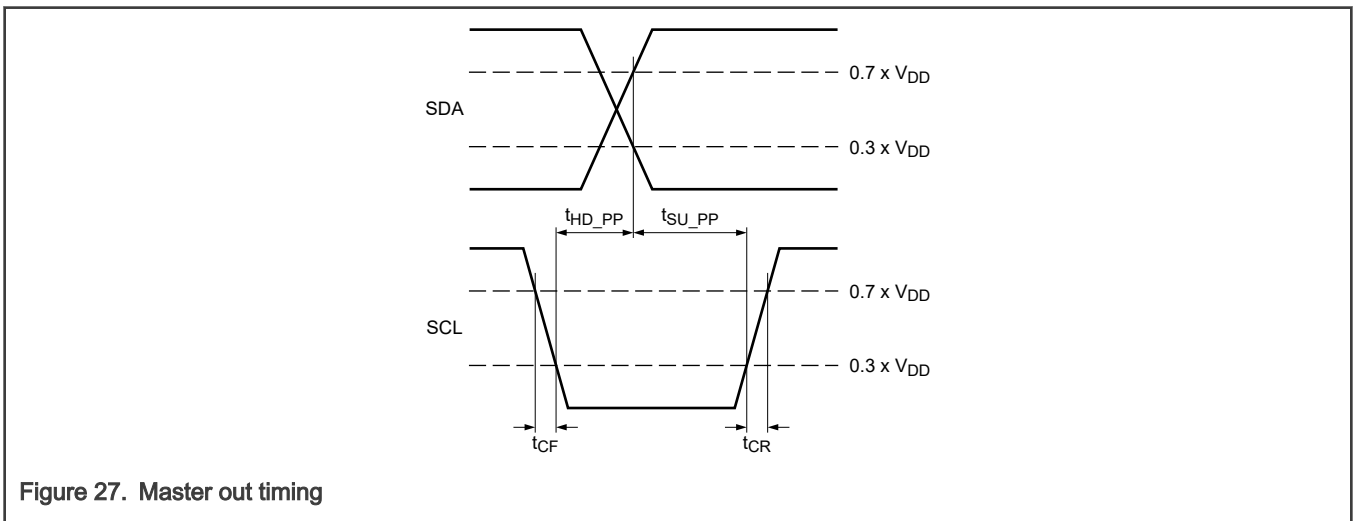 0.7 x VDD
SDA
0.3 x VDD
tHD_PP tSU_PP
0.7 x VDD
SCL
0.3 x VDD
tCF tCR
Figure 27. Master out timing